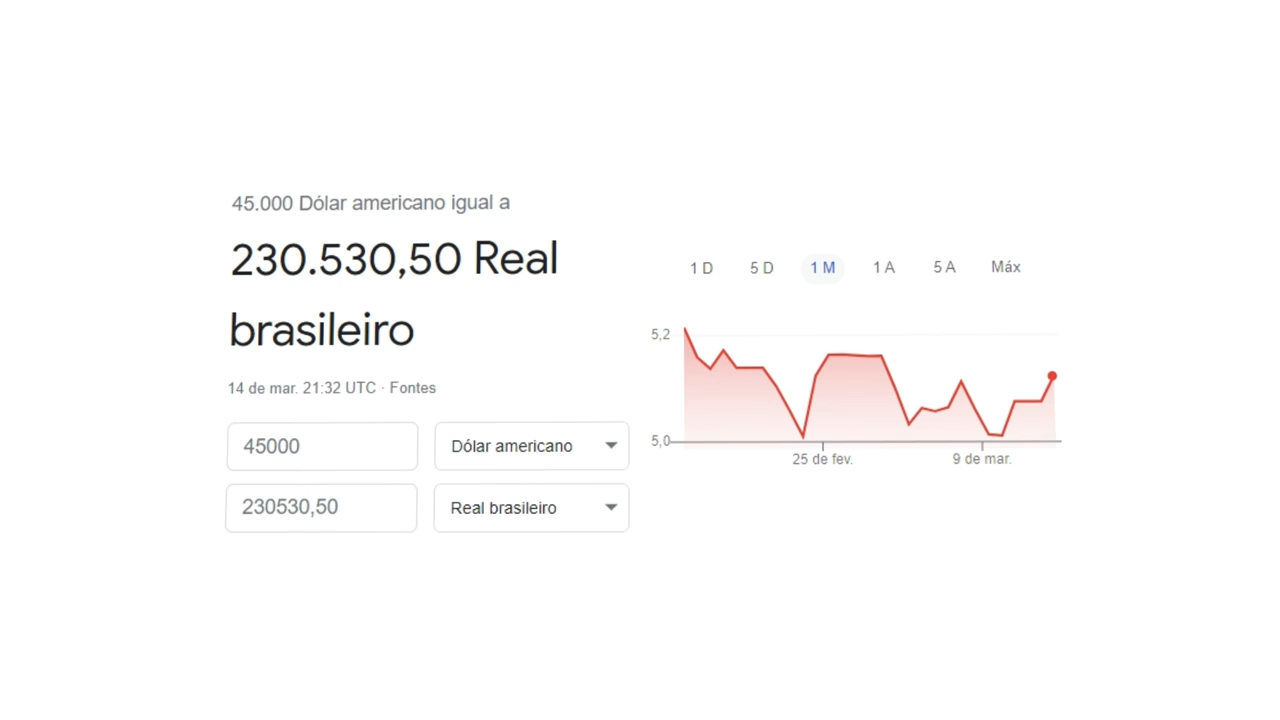 45.000 Dólar americano igual a
230.530,50 Real
brasileiro
14 de mar. 21:32 UTC · Fontes
45000
Dólar americano
230530,50
Real brasileiro
1 D
5 D
1 M
1 A
5 A
Máx
5,2
5,0
25 de fev.
9 de mar.